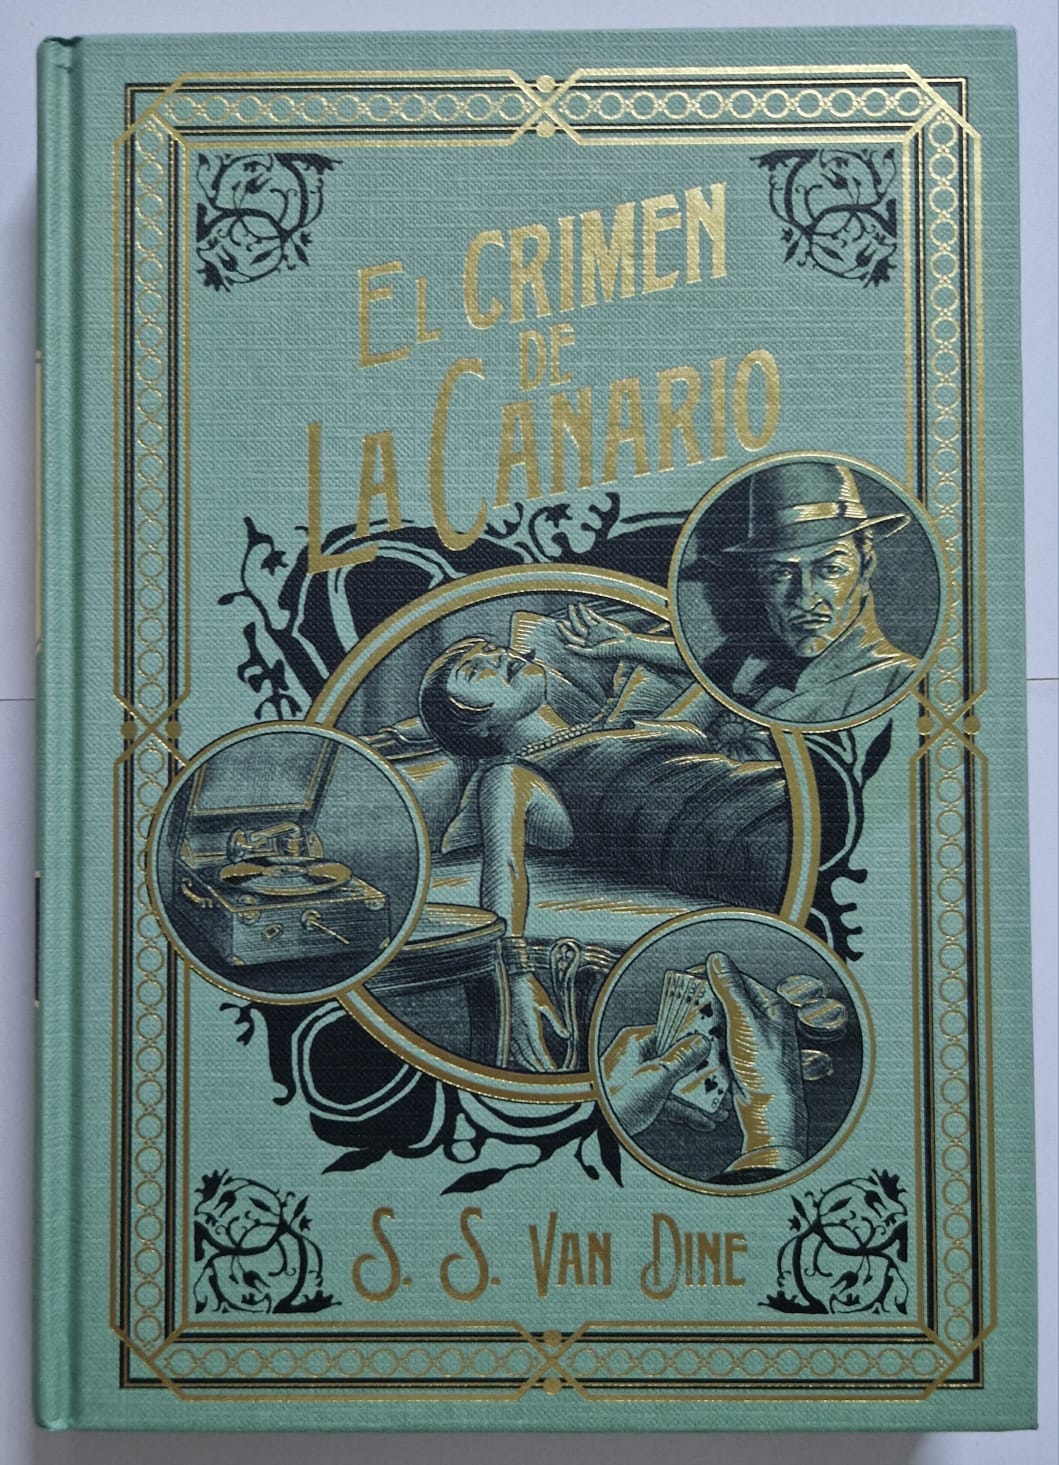 EL CRIMEN
DE
LA CANARIO
S. S. VAN DINE